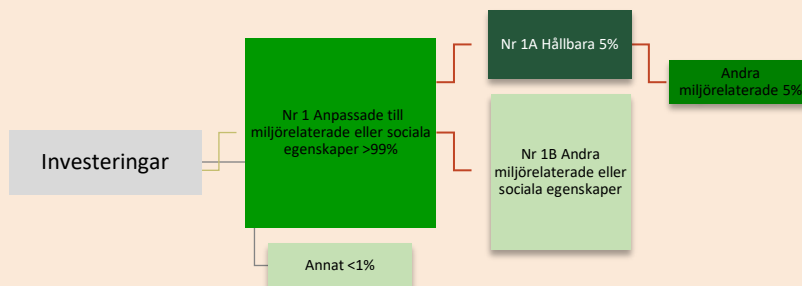 Investeringar
Nr 1 Anpassade till
miljörelaterade eller sociala
egenskaper >99%
Annat <1%
Nr 1A Hållbara 5%
Nr 1B Andra
miljörelaterade eller
sociala egenskaper
Andra
miljörelaterade 5%